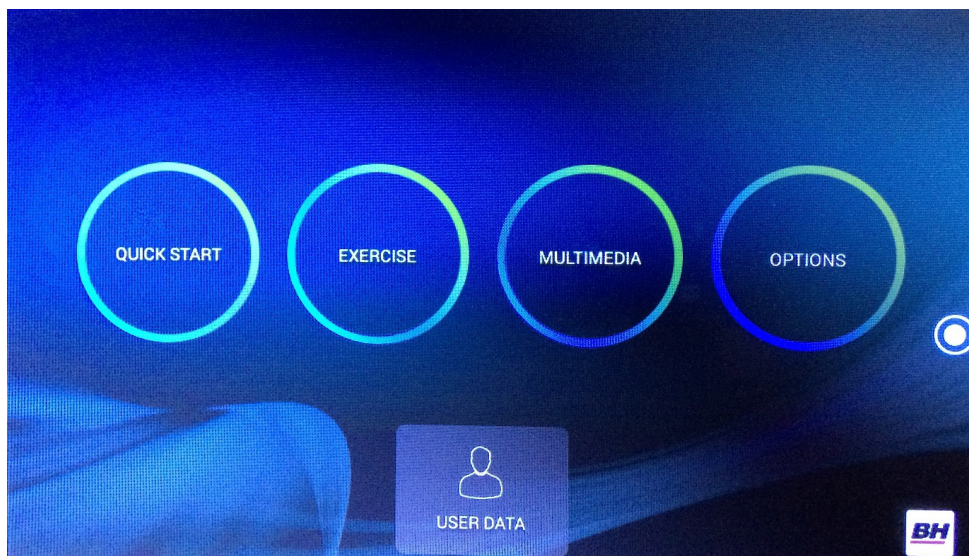 QUICK START
EXERCISE
MULTIMEDIA
OPTIONS
USER DATA
BH